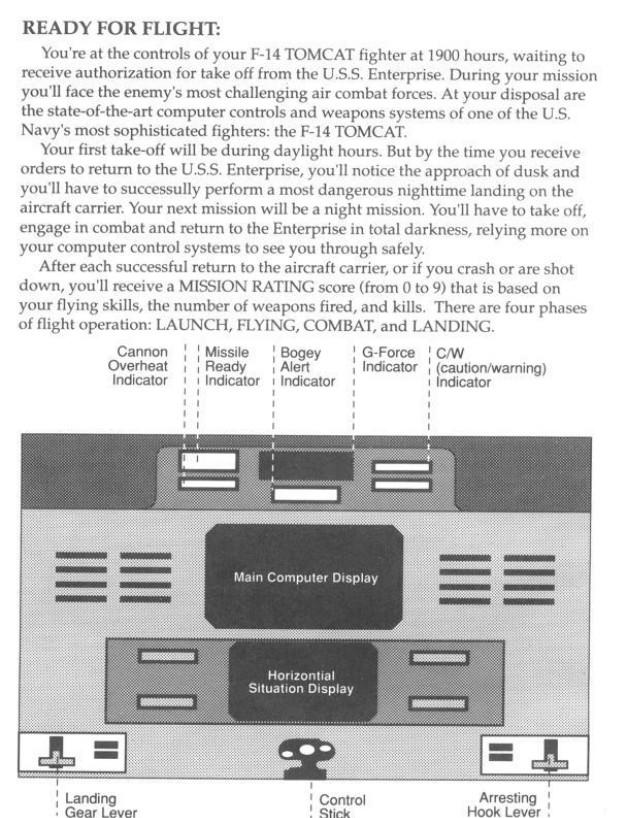 READY FOR FLIGHT:
You're at the controls of your F-14 TOMCAT fighter at 1900 hours, waiting to
receive authorization for take off from the U.S.S. Enterprise. During your mission
you'll face the enemy's most challenging air combat forces. At your disposal are
the state-of-the-art computer controls and weapons systems of one of the U.S.
Navy's most sophisticated fighters: the F-14 TOMCAT.
Your first take-off will be during daylight hours. But by the time you receive
orders to return to the U.S.S. Enterprise, you'll notice the approach of dusk and
you'll have to successully perform a most dangerous nighttime landing on the
aircraft carrier. Your next mission will be a night mission. You'll have to take off,
engage in combat and return to the Enterprise in total darkness, relying more on
your computer control systems to see you through safely.
After each successful return to the aircraft carrier, or if you crash or are shot
down, you'll receive a MISSION RATING score (from 0 to 9) that is based on
your flying skills, the number of weapons fired, and kills. There are four phases
of flight operation: LAUNCH, FLYING, COMBAT, and LANDING.
Cannon
Overheat
Indicator
Missile
Ready
Indicator
Bogey
Alert
Indicator
G-Force
Indicator
C/W
(caution/warning)
Indicator
Main Computer Display
Horizontial
Situation Display
Landing
Gear Lever
Control
Stick
Arresting
Hook Lever